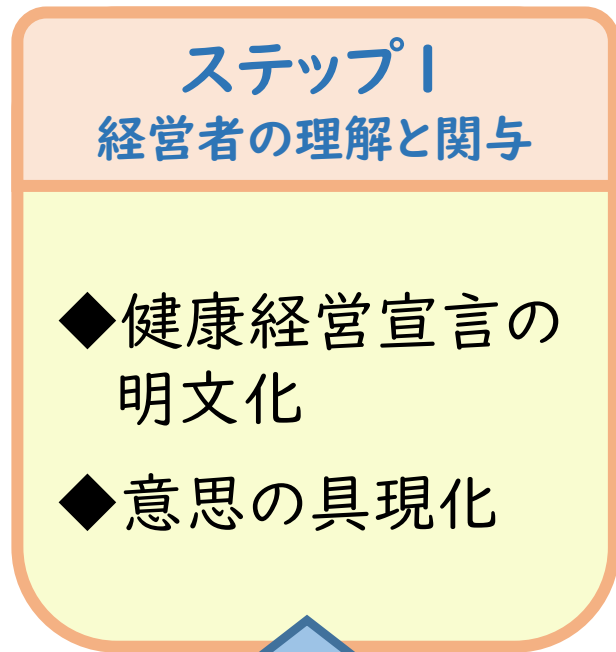 ステップ1
経営者の理解と関与
◆健康経営宣言の
明文化
◆意思の具現化